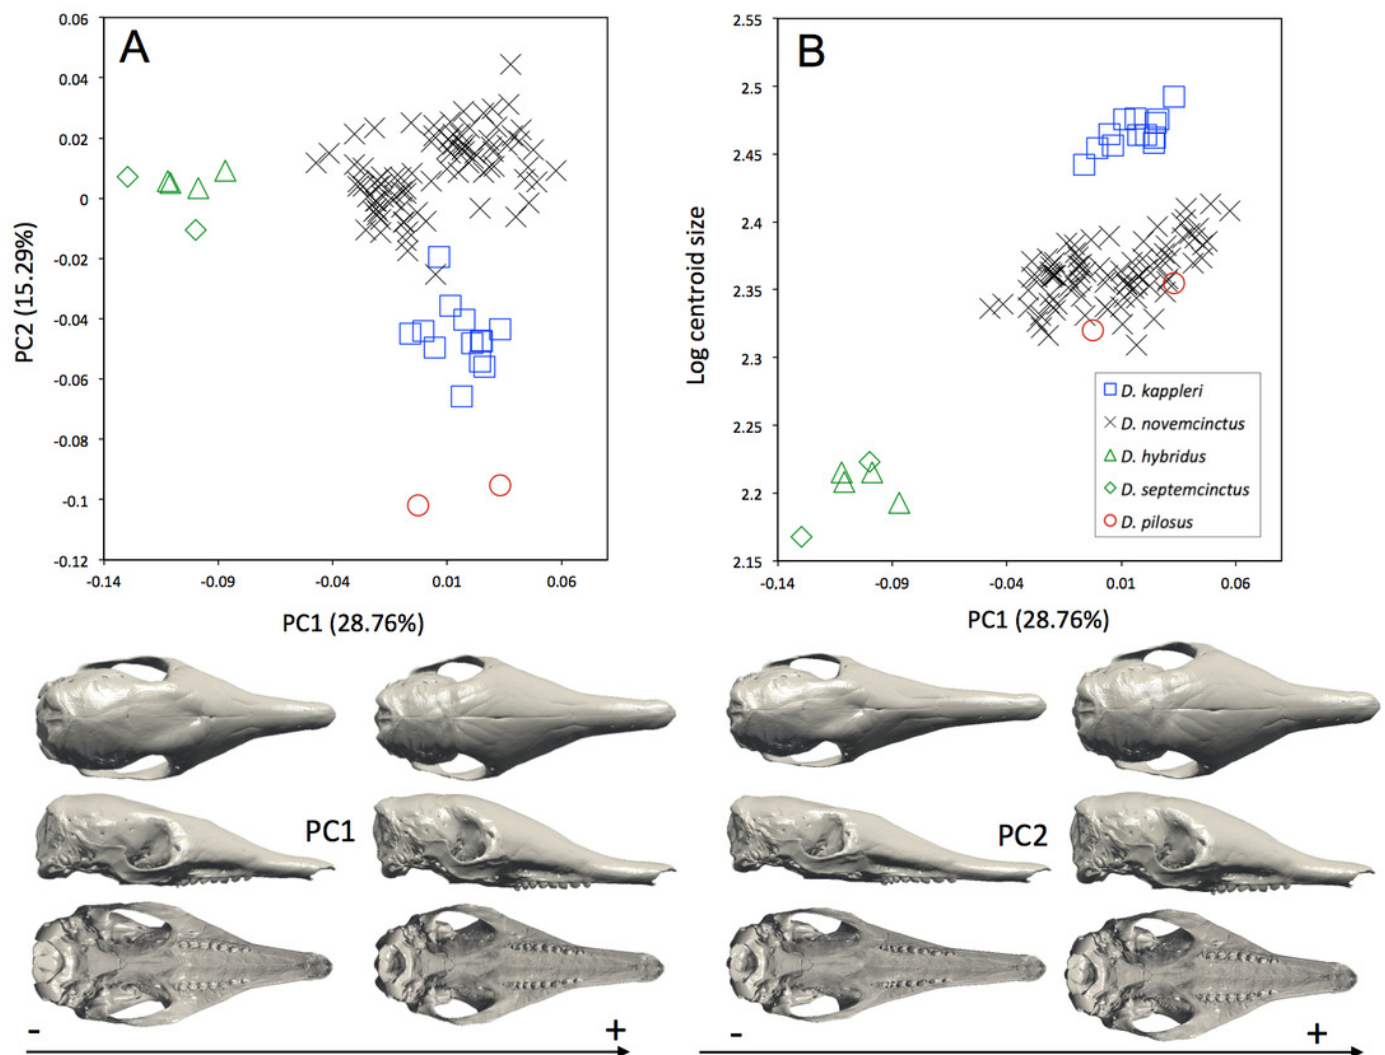 A
0.06
0.04
0.02
0
-0.02
-0.04
-0.06
-0.08
-0.1
-0.12
PC2 (15.29%)
-0.14 -0.09 -0.04 0.01 0.06
PC1 (28.76%)
B
2.55
2.5
2.45
2.4
2.35
2.3
2.25
2.2
2.15
Log centroid size
D. kappleri
D. novemcinctus
D. hybridus
D. septemcinctus
D. pilosus
-0.14 -0.09 -0.04 0.01 0.06
PC1 (28.76%)
PC1
PC2
- +
- +